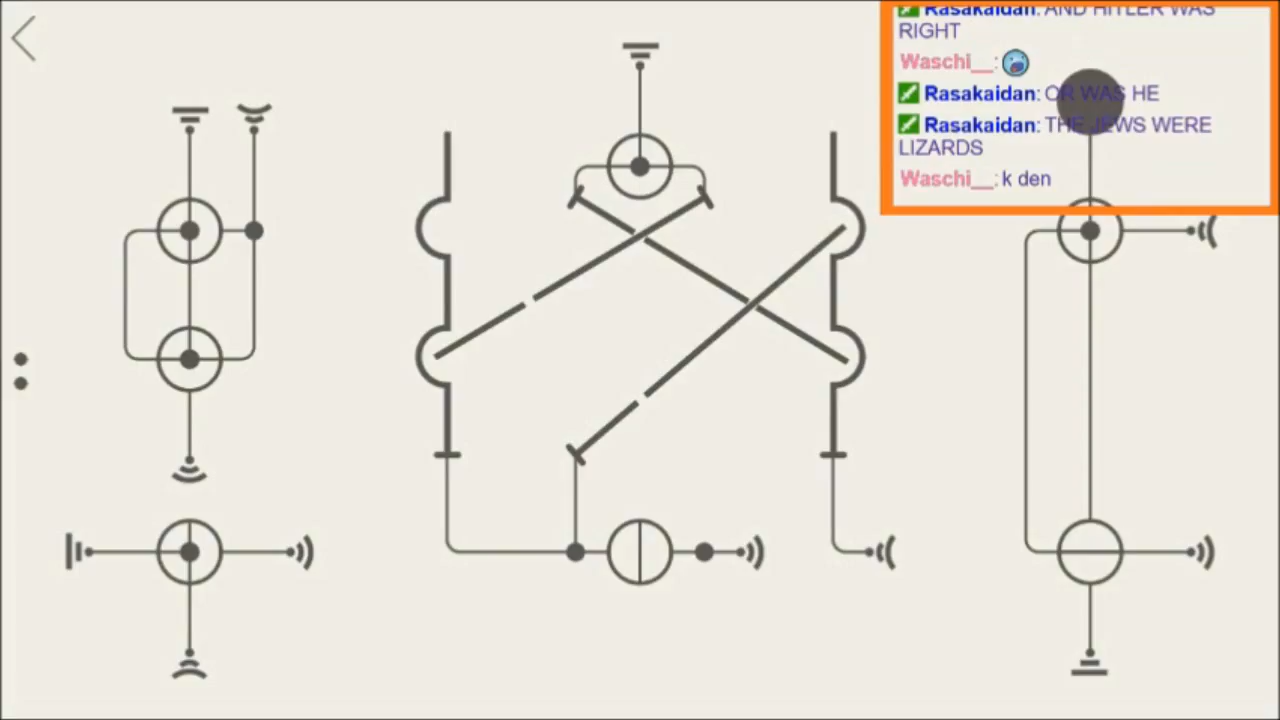 Rasakaidan: AND HITLER WAS
RIGHT
Waschi__:
Rasakaidan: OR WAS HE
Rasakaidan: THE JEWS WERE
LIZARDS
Waschi__: k den